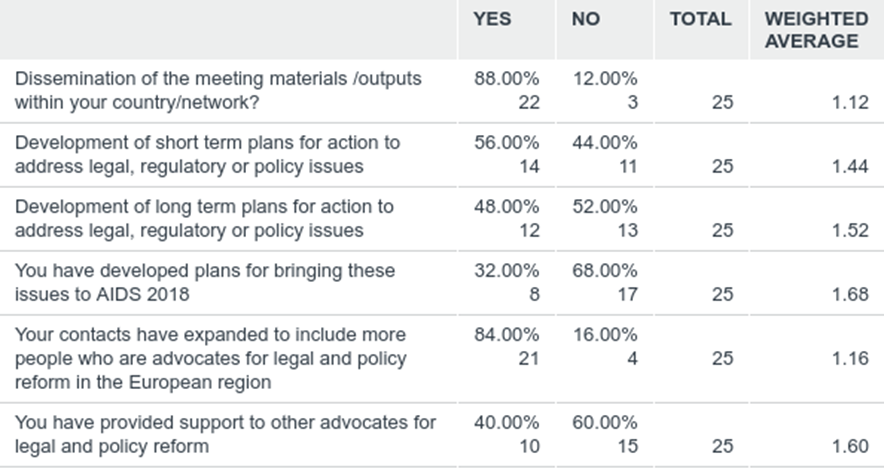 YES NO TOTAL WEIGHTED
AVERAGE
Dissemination of the meeting materials /outputs 88.00% 12.00%
within your country/network? 22 3 25 1.12
Development of short term plans for action to 56.00% 44.00%
address legal, regulatory or policy issues 14 11 25 1.44
Development of long term plans for action to 48.00% 52.00%
address legal, regulatory or policy issues 12 13 25 1.52
You have developed plans for bringing these 32.00% 68.00%
issues to AIDS 2018 8 17 25 1.68
Your contacts have expanded to include more 84.00% 16.00%
people who are advocates for legal and policy 21 4 25 1.16
reform in the European region
You have provided support to other advocates for 40.00% 60.00%
legal and policy reform 10 15 25 1.60